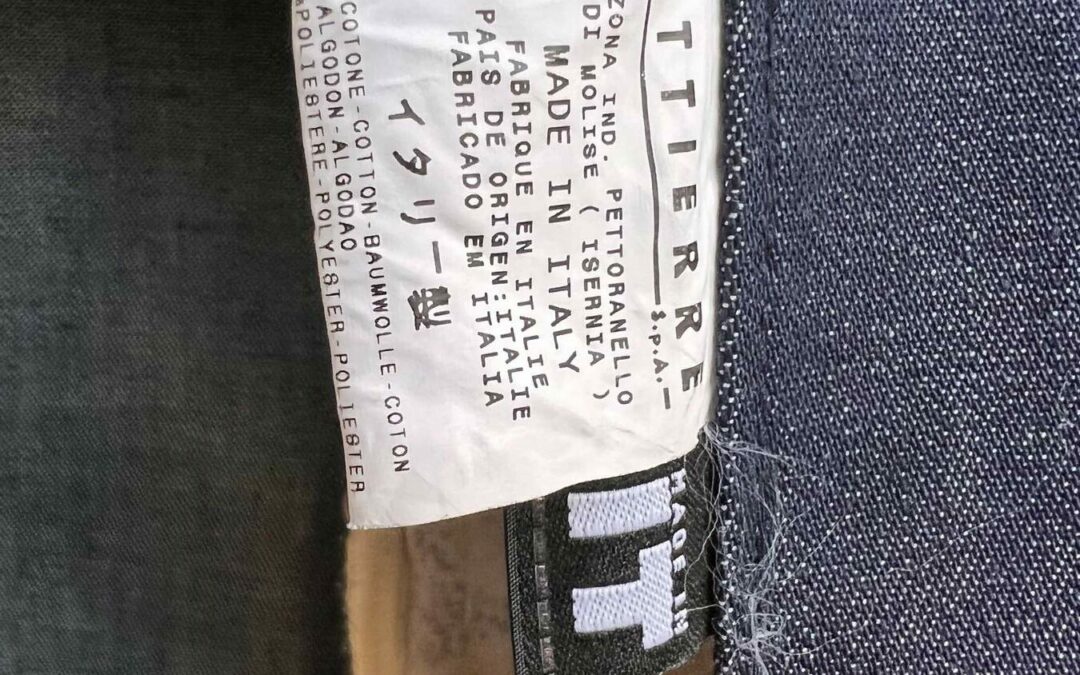 TTIERRE
S.p.A.
ZONA IND. PETTORANELLO
DI MOLISE ( ISERNIA )
MADE IN ITALY
FABRIQUE EN ITALIE
PAIS DE ORIGEN:ITALIE
FABRICADO EM ITALIA
イタリー製
COTONE-COTTON-BAUMWOLLE-COTON
ALGODON-ALGODAO
POLIESTERE-POLYESTER-POLIESTER
MADE IN
IT